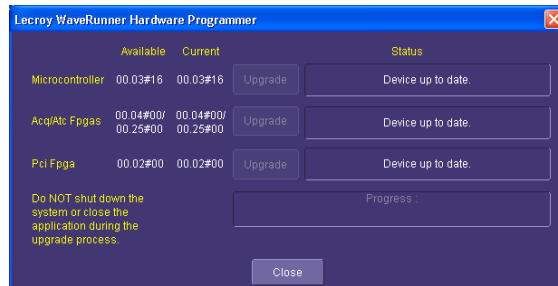 Lecroy WaveRunner Hardware Programmer
Available Current Status
Microcontroller 00.03#16 00.03#16 Upgrade Device up to date.
Acq/Atc Fpgas 00.04#00/ 00.25#00 00.04#00/ 00.25#00 Upgrade Device up to date.
Pci Fpga 00.02#00 00.02#00 Upgrade Device up to date.
Do NOT shut down the
system or close the
application during the
upgrade process.
Progress :
Close